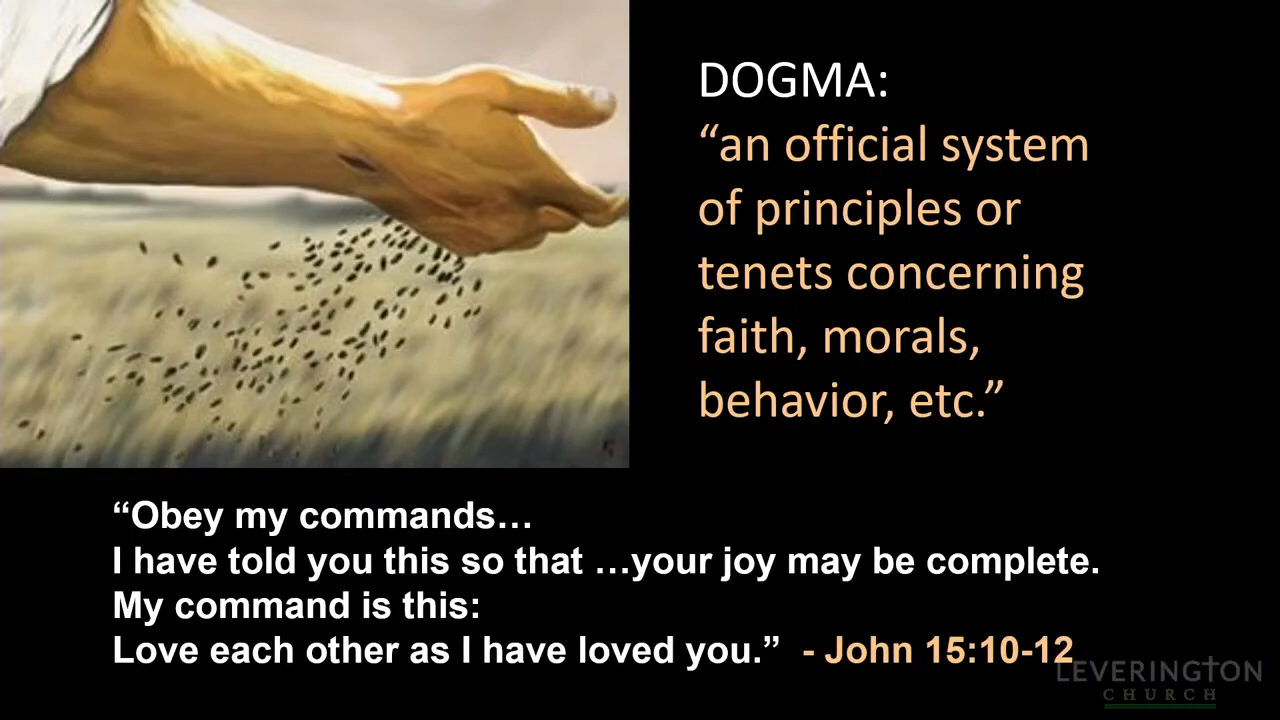 DOGMA:
“an official system
of principles or
tenets concerning
faith, morals,
behavior, etc.”
“Obey my commands…
I have told you this so that …your joy may be complete.
My command is this:
Love each other as I have loved you.” - John 15:10-12
LEVERINGTON
CHURCH